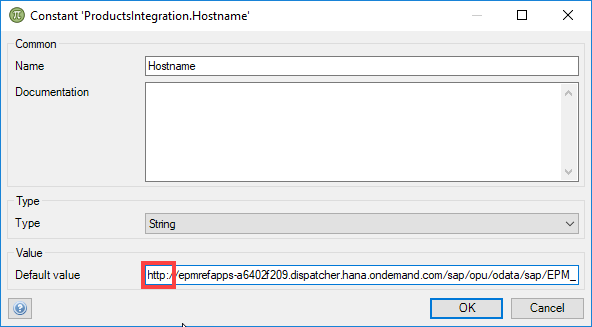 Constant 'ProductsIntegration.Hostname'
Common
Name
Hostname
Documentation
Type
Type
String
Value
Default value
http://epmrefapps-a6402f209.dispatcher.hana.ondemand.com/sap/opu/odata/sap/EPM_
?
OK
Cancel